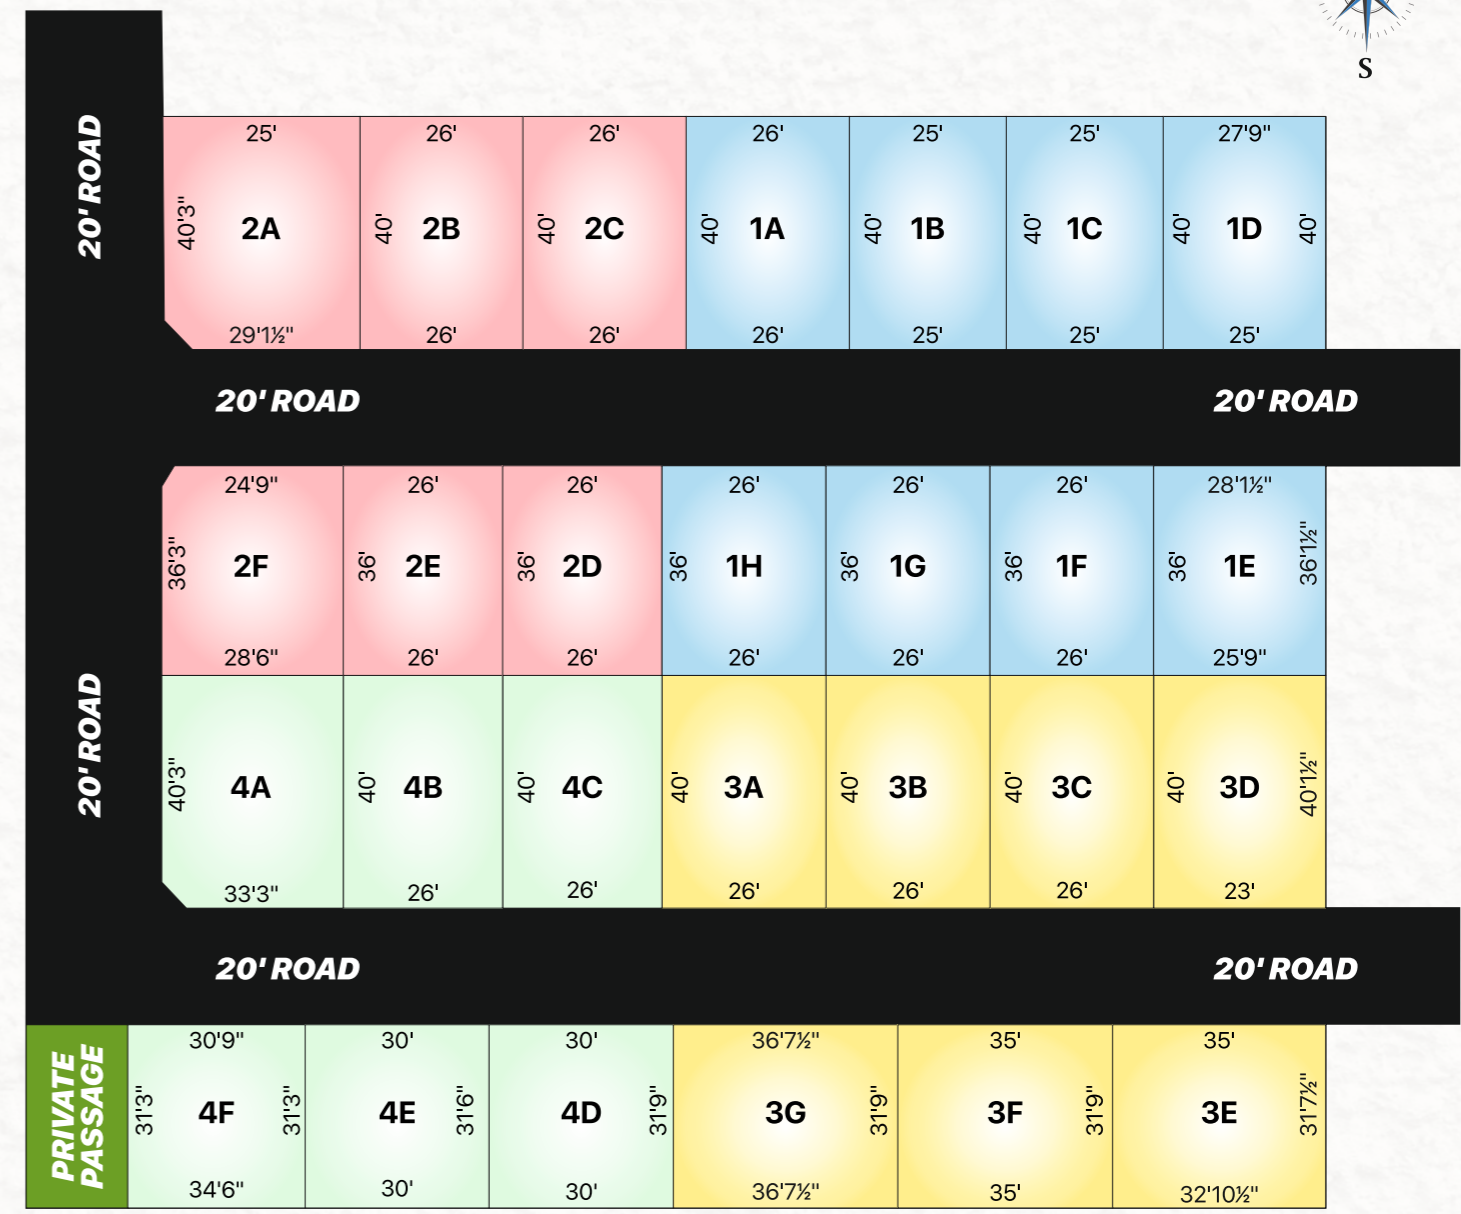 S
20' ROAD
25' 26' 26' 26' 25' 25' 27'9"
40'3" 2A 40' 2B 40' 2C 40' 1A 40' 1B 40' 1C 40' 1D 40'
29'1½" 26' 26' 26' 25' 25' 25'
20' ROAD 20' ROAD
24'9" 26' 26' 26' 26' 26' 28'1½"
36'3" 2F 36' 2E 36' 2D 36' 1H 36' 1G 36' 1F 36' 1E 36'1½"
28'6" 26' 26' 26' 26' 26' 25'9"
20' ROAD
40'3" 4A 40' 4B 40' 4C 40' 3A 40' 3B 40' 3C 40' 3D 40'1½"
33'3" 26' 26' 26' 26' 26' 23'
20' ROAD 20' ROAD
PRIVATE
PASSAGE
30'9" 30' 30' 36'7½" 35' 35'
31'3" 4F 31'3" 4E 31'6" 4D 31'9" 3G 31'9" 3F 31'9" 3E 31'7½"
34'6" 30' 30' 36'7½" 35' 32'10½"